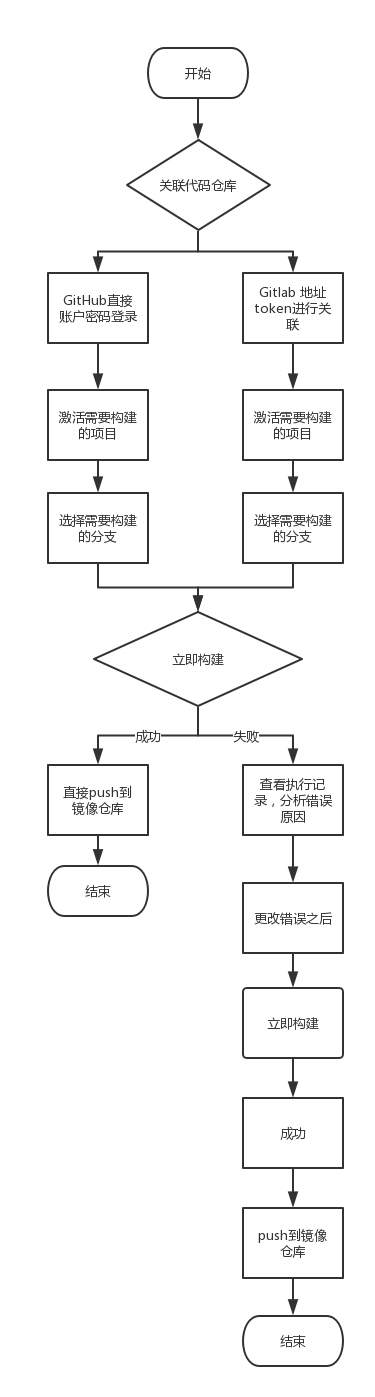 开始
关联代码仓库
GitHub直接
账户密码登录
Gitlab 地址
token进行关
联
激活需要构建
的项目
激活需要构建
的项目
选择需要构建
的分支
选择需要构建
的分支
立即构建
成功
失败
直接push到
镜像仓库
查看执行记
录，分析错误
原因
结束
更改错误之后
立即构建
成功
push到镜像
仓库
结束